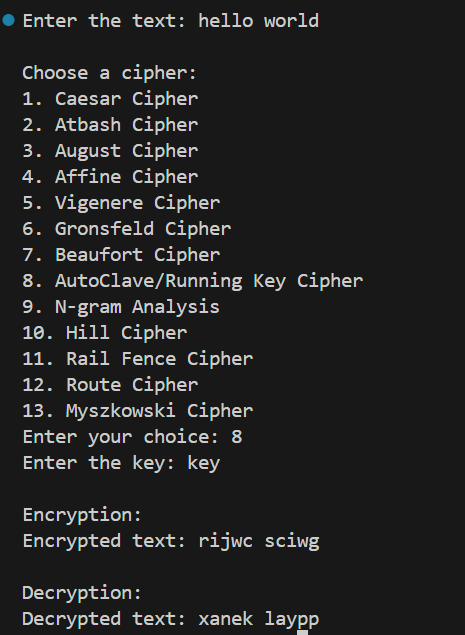 Enter the text: hello world
Choose a cipher:
1. Caesar Cipher
2. Atbash Cipher
3. August Cipher
4. Affine Cipher
5. Vigenere Cipher
6. Gronsfeld Cipher
7. Beaufort Cipher
8. AutoClave/Running Key Cipher
9. N-gram Analysis
10. Hill Cipher
11. Rail Fence Cipher
12. Route Cipher
13. Myszkowski Cipher
Enter your choice: 8
Enter the key: key
Encryption:
Encrypted text: rijwc sciwg
Decryption:
Decrypted text: xanek laypp